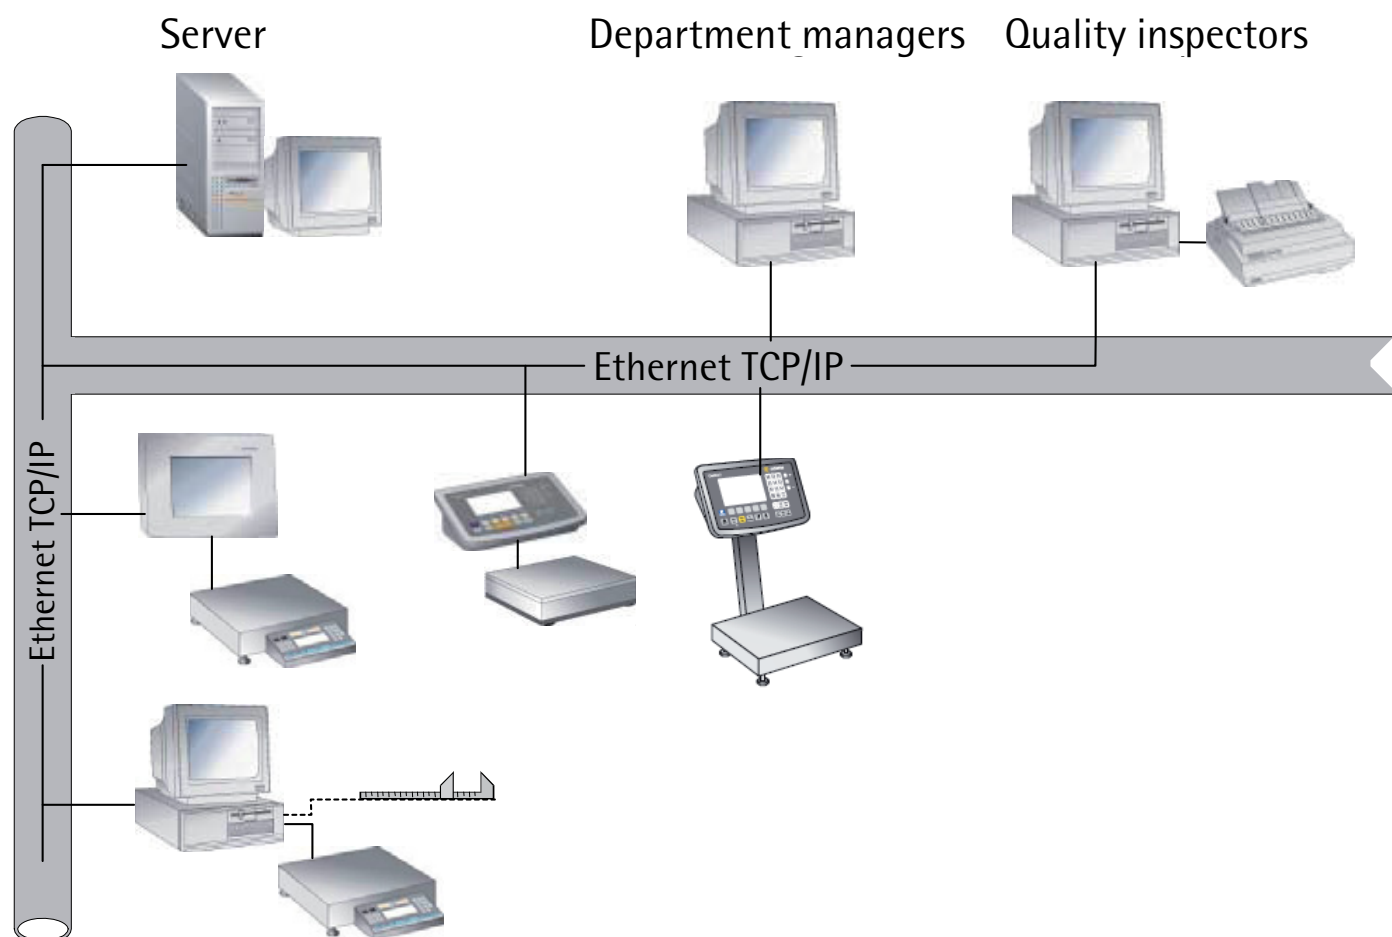 Server
Department managers
Quality inspectors
Ethernet TCP/IP
Ethernet TCP/IP